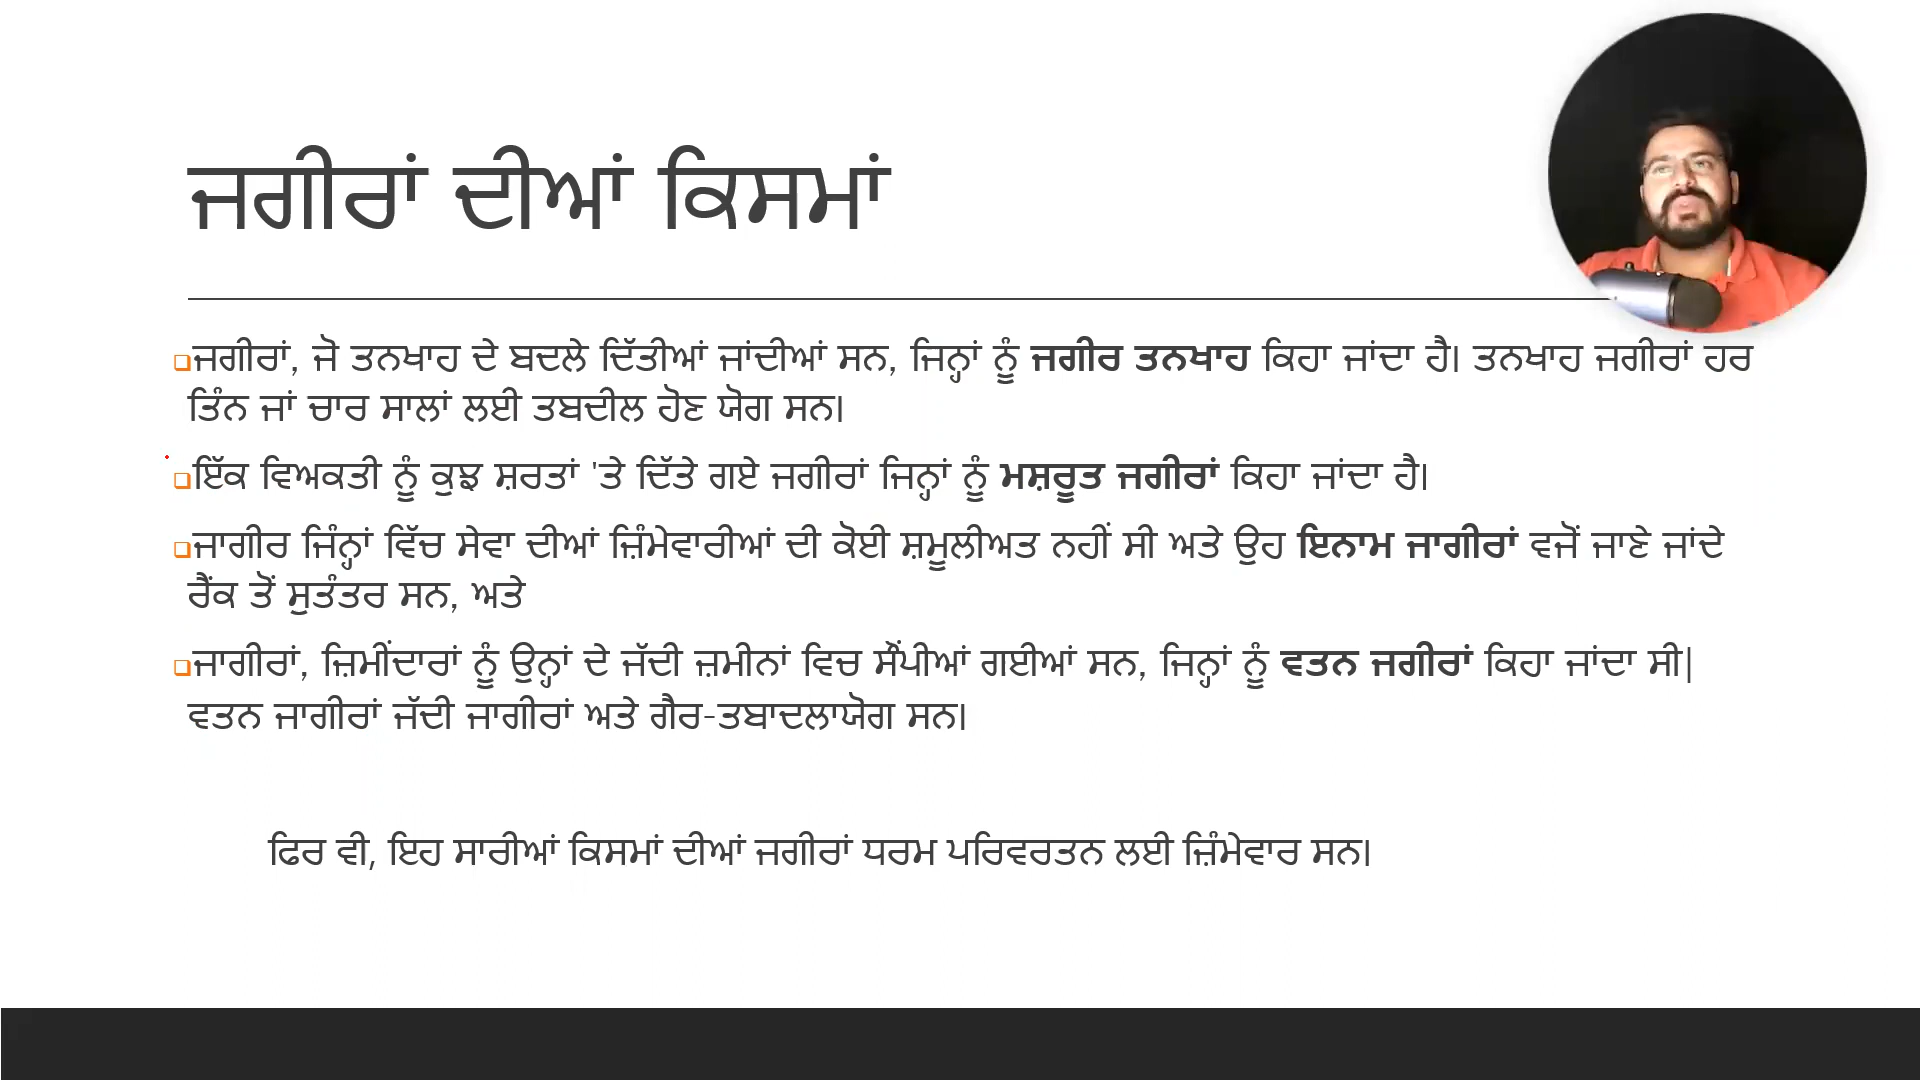 ਜਗੀਰਾਂ ਦੀਆਂ ਕਿਸਮਾਂ
ਜਗੀਰਾਂ, ਜੋ ਤਨਖਾਹ ਦੇ ਬਦਲੇ ਦਿੱਤੀਆਂ ਜਾਂਦੀਆਂ ਸਨ, ਜਿਨ੍ਹਾਂ ਨੂੰ ਜਗੀਰ ਤਨਖਾਹ ਕਿਹਾ ਜਾਂਦਾ ਹੈ। ਤਨਖਾਹ ਜਗੀਰਾਂ ਹਰ
ਤਿੰਨ ਜਾਂ ਚਾਰ ਸਾਲਾਂ ਲਈ ਤਬਦੀਲ ਹੋਣ ਯੋਗ ਸਨ।
ਇੱਕ ਵਿਅਕਤੀ ਨੂੰ ਕੁਝ ਸ਼ਰਤਾਂ 'ਤੇ ਦਿੱਤੇ ਗਏ ਜਗੀਰਾਂ ਜਿਨ੍ਹਾਂ ਨੂੰ ਮਸ਼ਰੂਤ ਜਗੀਰਾਂ ਕਿਹਾ ਜਾਂਦਾ ਹੈ।
ਜਾਗੀਰ ਜਿੰਨ੍ਹਾਂ ਵਿੱਚ ਸੇਵਾ ਦੀਆਂ ਜ਼ਿੰਮੇਵਾਰੀਆਂ ਦੀ ਕੋਈ ਸ਼ਮੂਲੀਅਤ ਨਹੀਂ ਸੀ ਅਤੇ ਉਹ ਇਨਾਮ ਜਾਗੀਰਾਂ ਵਜੋਂ ਜਾਣੇ ਜਾਂਦੇ
ਰੈਂਕ ਤੋਂ ਸੁਤੰਤਰ ਸਨ, ਅਤੇ
ਜਾਗੀਰਾਂ, ਜ਼ਿਮੀਂਦਾਰਾਂ ਨੂੰ ਉਨ੍ਹਾਂ ਦੇ ਜੱਦੀ ਜ਼ਮੀਨਾਂ ਵਿਚ ਸੌਂਪੀਆਂ ਗਈਆਂ ਸਨ, ਜਿਨ੍ਹਾਂ ਨੂੰ ਵਤਨ ਜਗੀਰਾਂ ਕਿਹਾ ਜਾਂਦਾ ਸੀ|
ਵਤਨ ਜਾਗੀਰਾਂ ਜੱਦੀ ਜਾਗੀਰਾਂ ਅਤੇ ਗੈਰ-ਤਬਾਦਲਾਯੋਗ ਸਨ।
ਫਿਰ ਵੀ, ਇਹ ਸਾਰੀਆਂ ਕਿਸਮਾਂ ਦੀਆਂ ਜਗੀਰਾਂ ਧਰਮ ਪਰਿਵਰਤਨ ਲਈ ਜ਼ਿੰਮੇਵਾਰ ਸਨ।